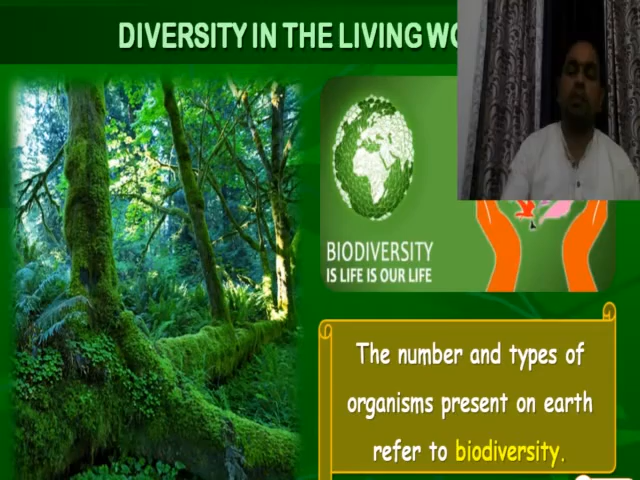 DIVERSITY IN THE LIVING
BIODIVERSITY
IS LIFE IS OUR LIFE
The number and types of
organisms present on earth
refer to biodiversity.